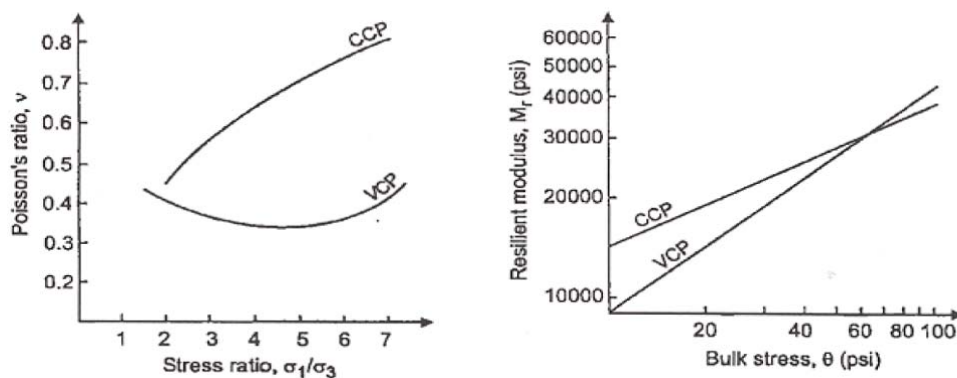 0.8
0.7
0.6
0.5
0.4
0.3
0.2
Poisson's ratio, ν
CCP
VCP
1 2 3 4 5 6 7
Stress ratio, σ₁/σ₃
60000
50000
40000
30000
20000
10000
Resilient modulus, Mᵣ (psi)
CCP
VCP
20 40 60 80 100
Bulk stress, θ (psi)